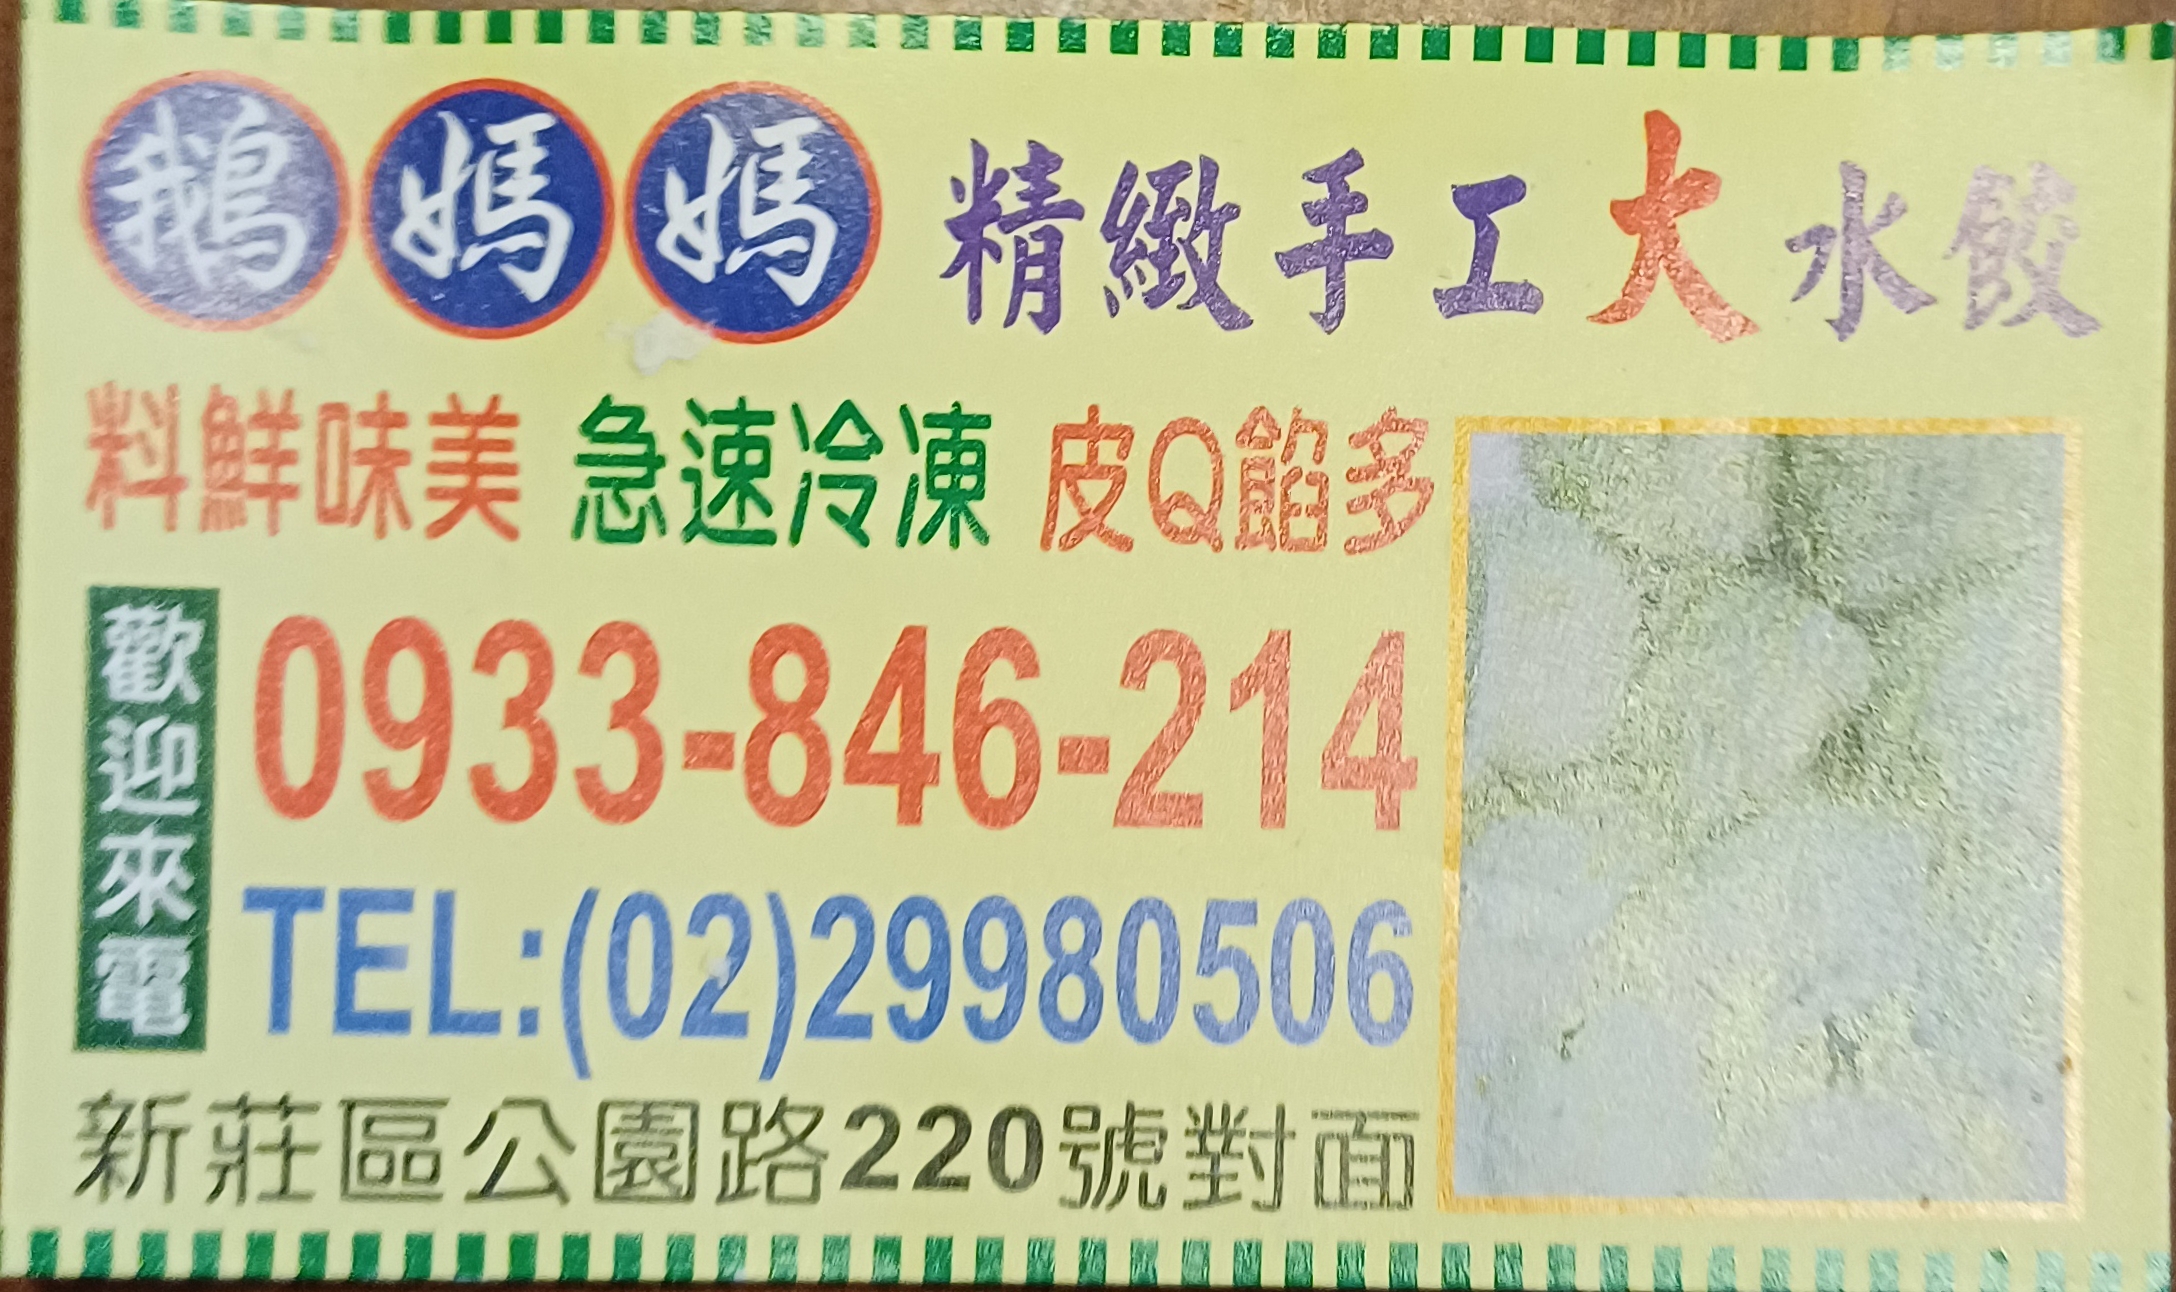 鵝媽媽 精緻手工大水餃
料鮮味美 急速冷凍 皮Q餡多
歡迎來電
0933-846-214
TEL:(02)29980506
新莊區公園路220號對面